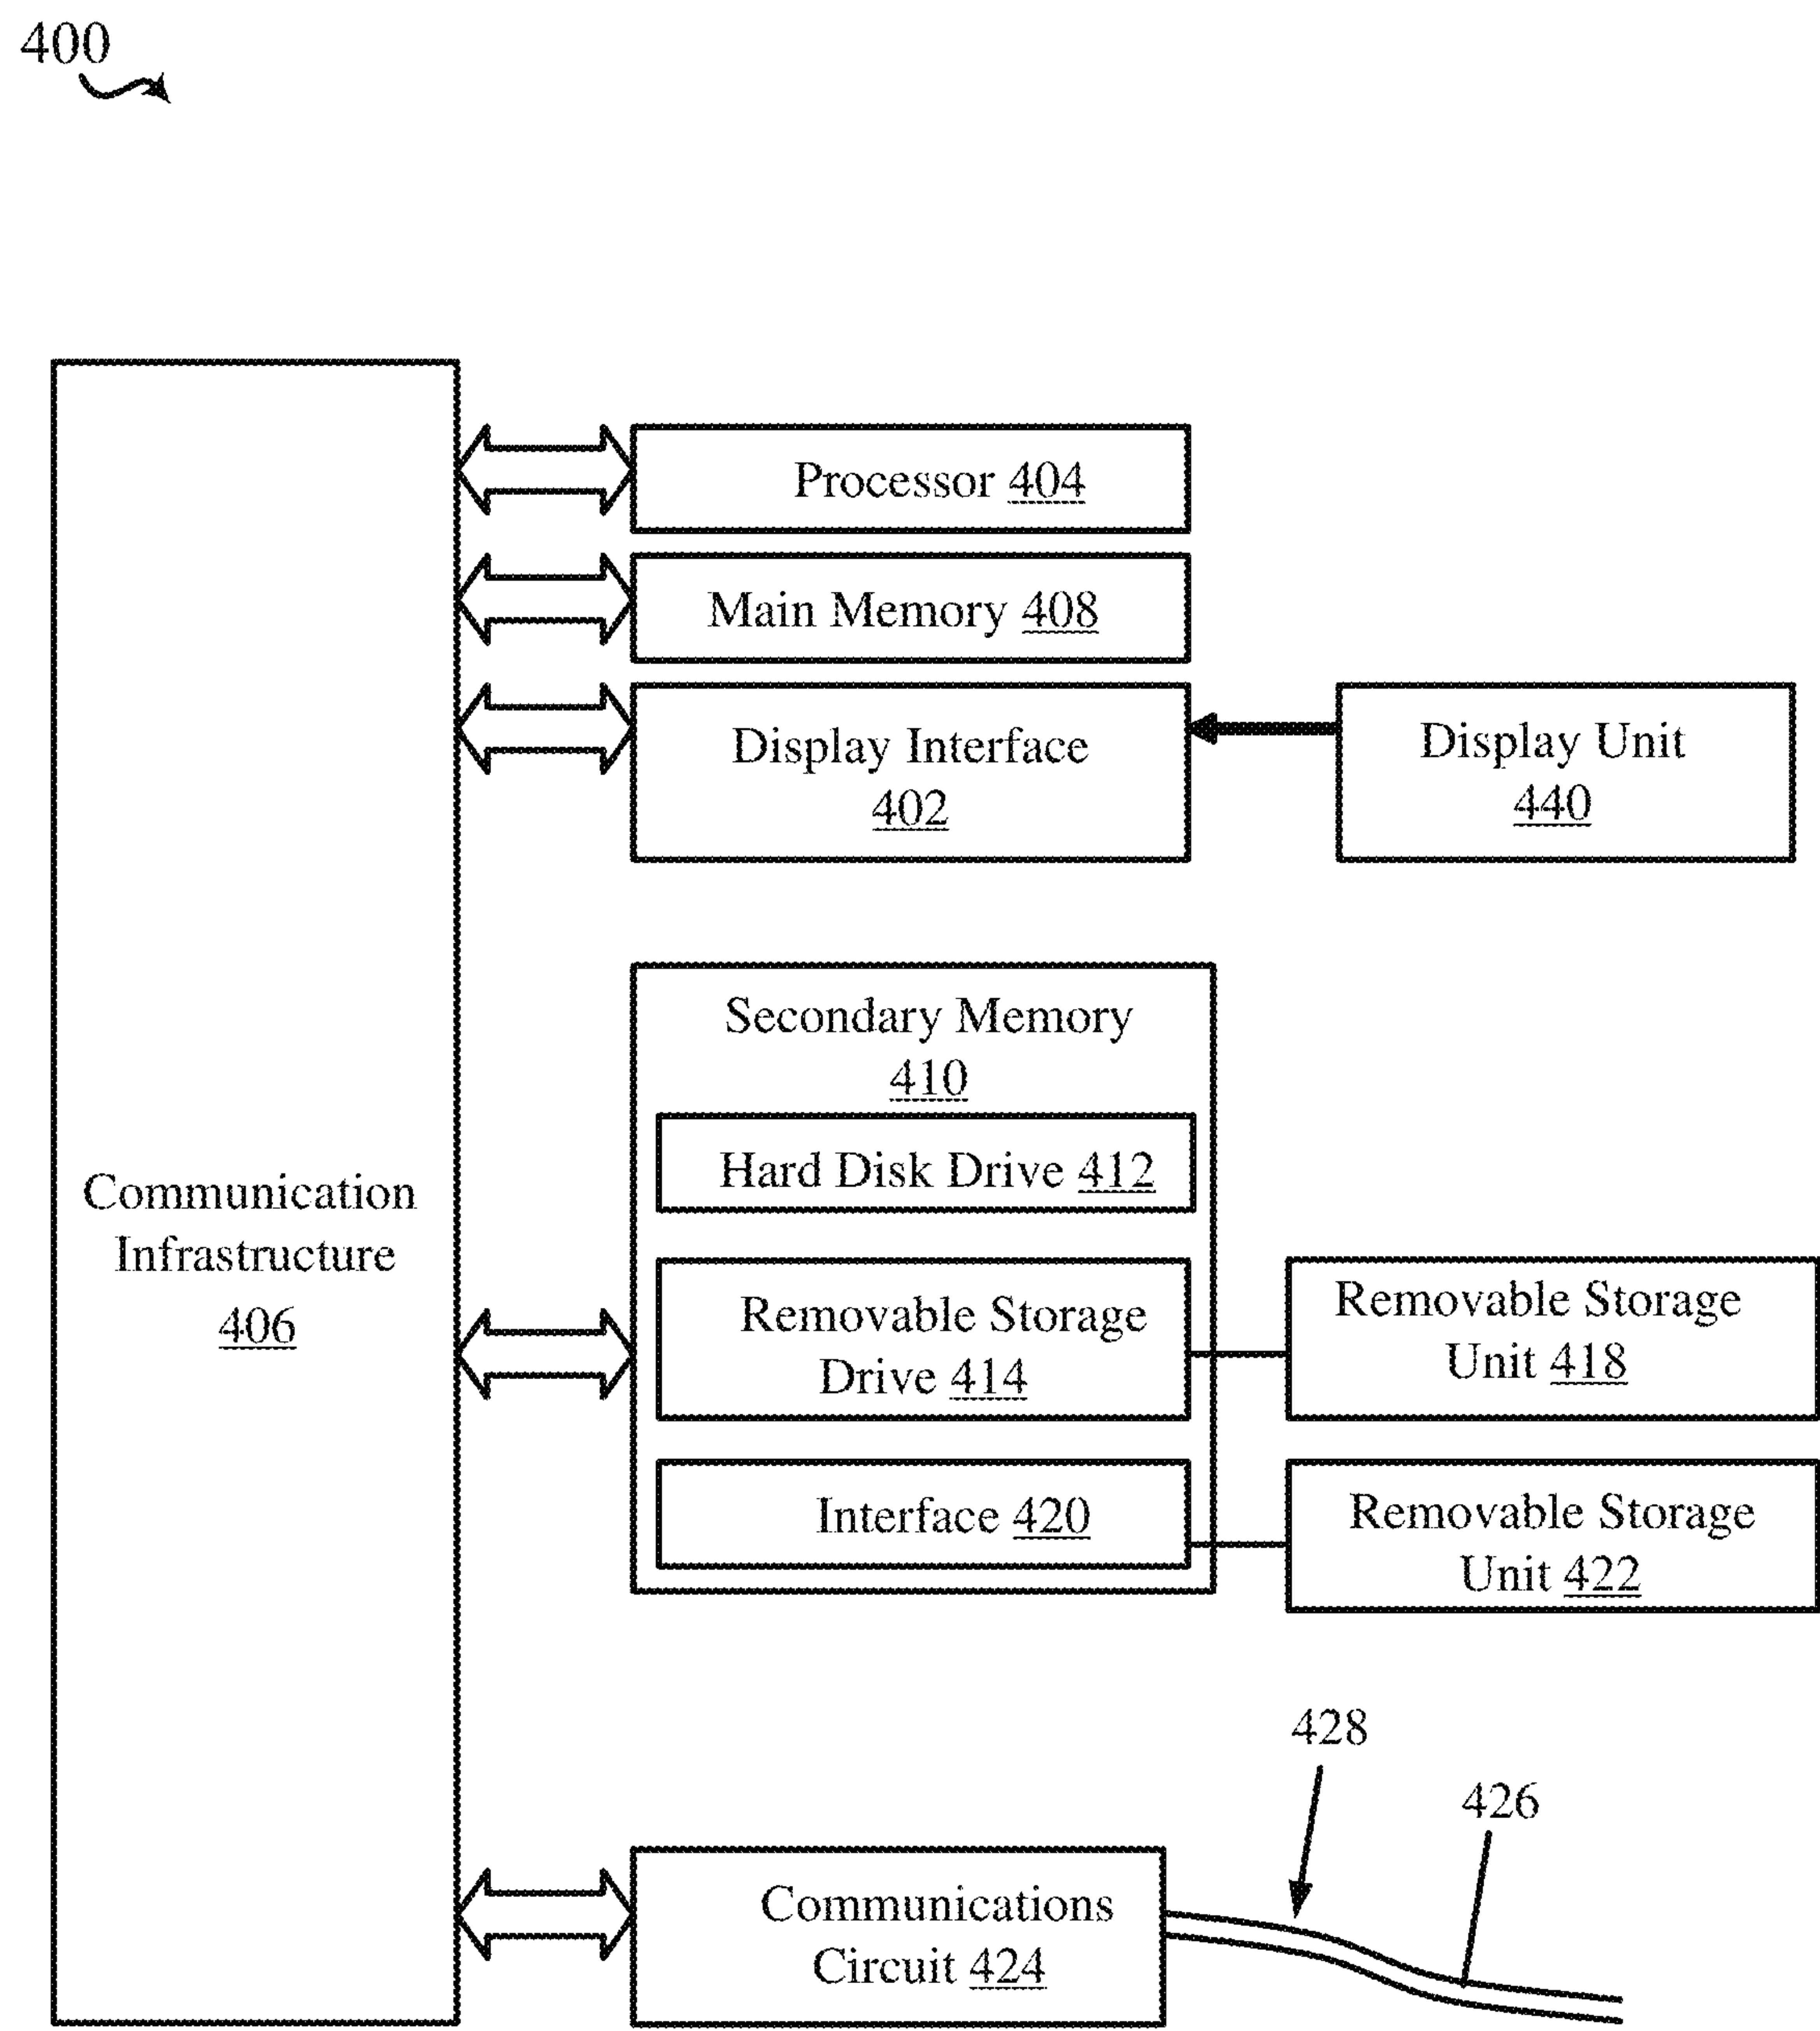 400
Processor 404
Main Memory 408
Display Interface
402
Display Unit
440
Secondary Memory
410
Hard Disk Drive 412
Communication
Infrastructure
406
Removable Storage
Drive 414
Removable Storage
Unit 418
Interface 420
Removable Storage
Unit 422
428
426
Communications
Circuit 424